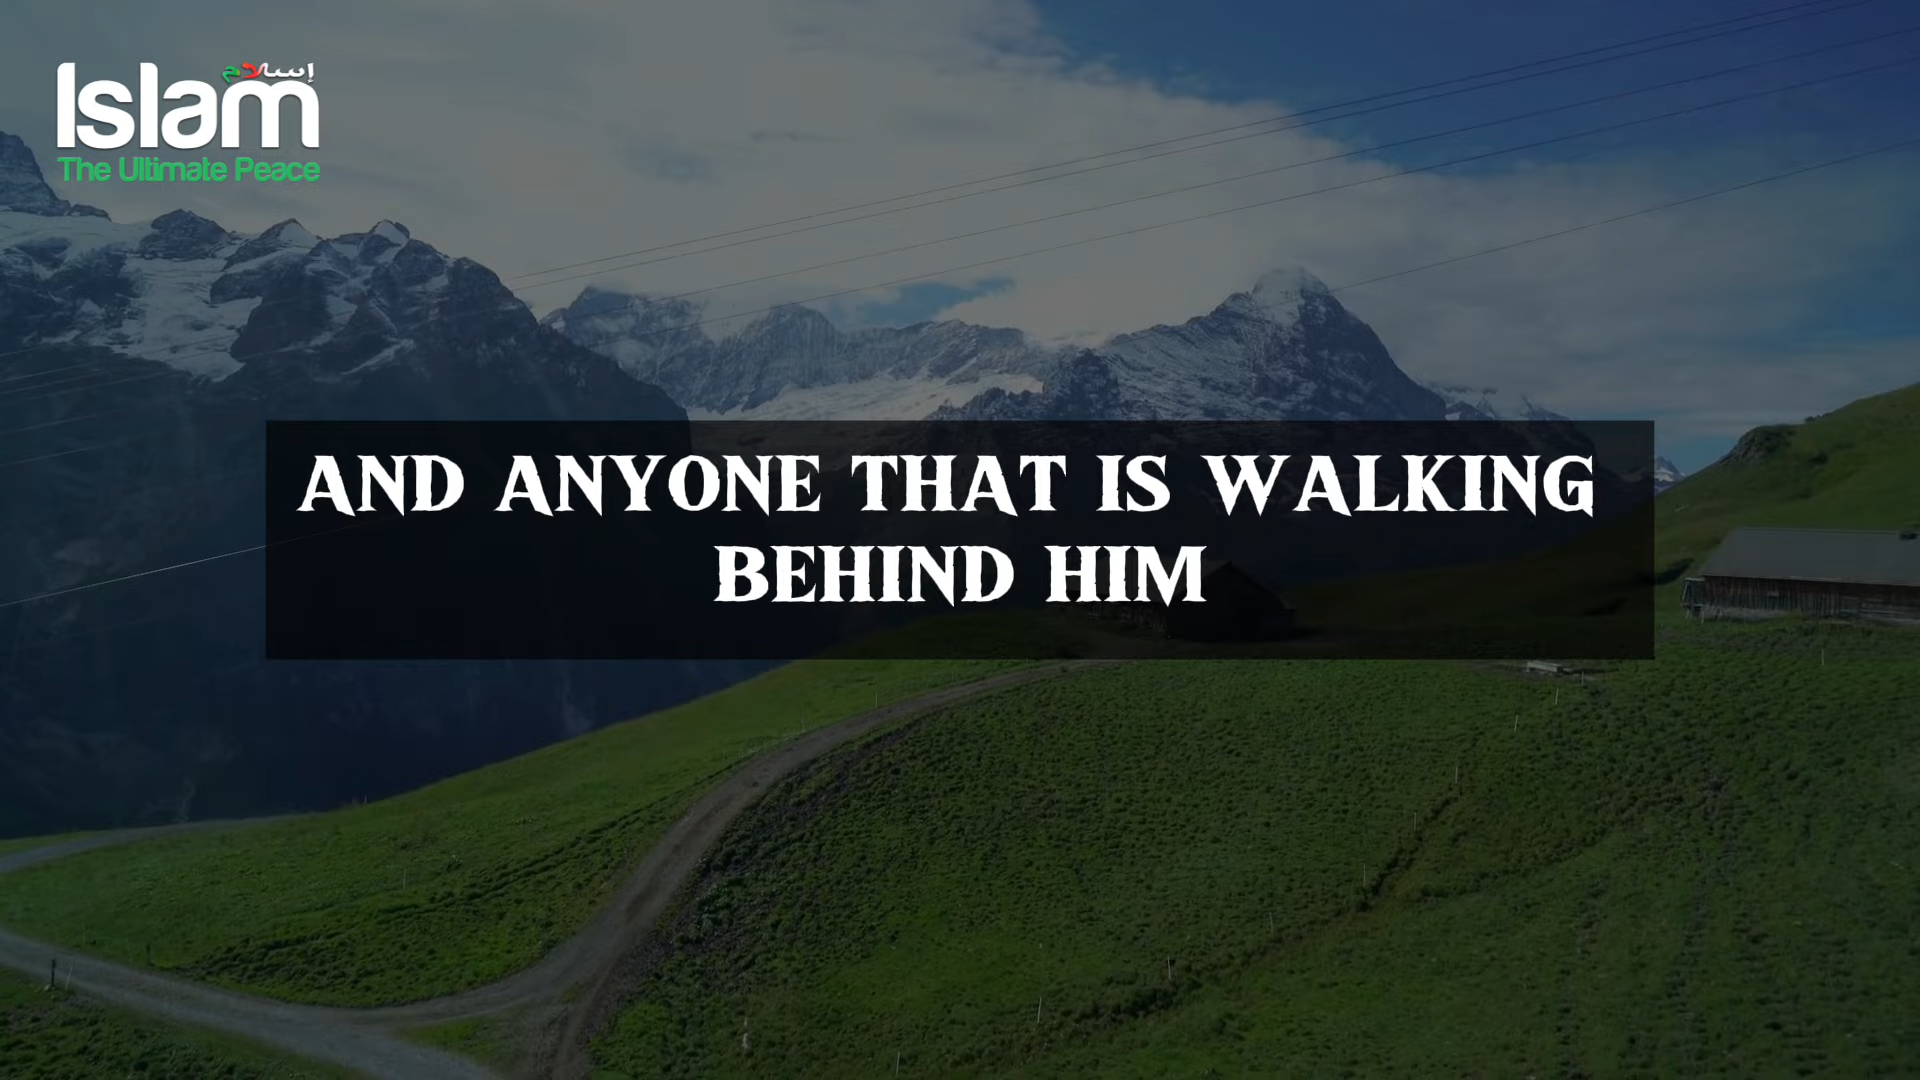 إسلام
Islam
The Ultimate Peace
AND ANYONE THAT IS WALKING
BEHIND HIM